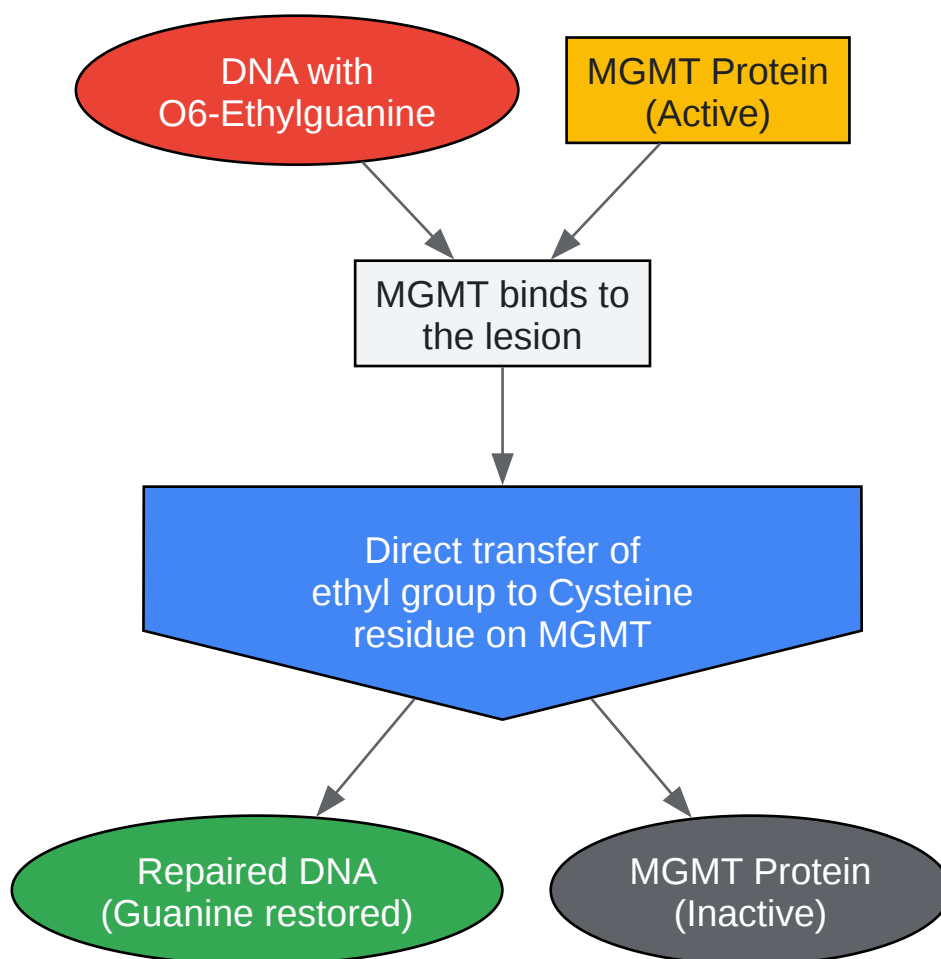 DNA with
O6-Ethylguanine
MGMT Protein
(Active)
MGMT binds to
the lesion
Direct transfer of
ethyl group to Cysteine
residue on MGMT
Repaired DNA
(Guanine restored)
MGMT Protein
(Inactive)